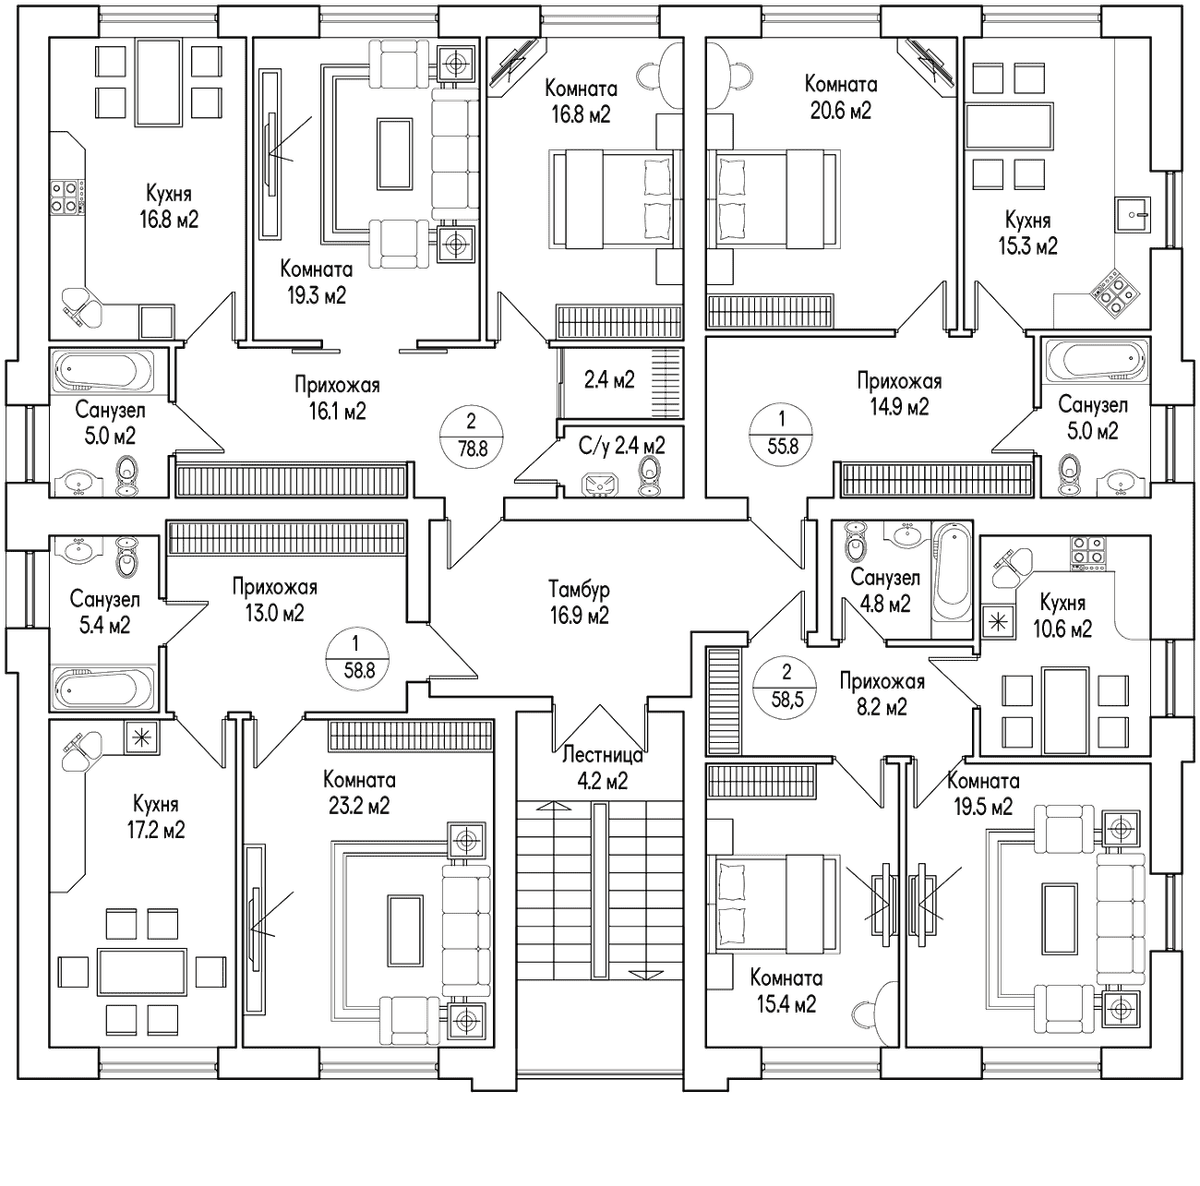 Кухня
16.8 м2
Комната
19.3 м2
Комната
16.8 м2
Комната
20.6 м2
Кухня
15.3 м2
Санузел
5.0 м2
Прихожая
16.1 м2
2
78.8
2.4 м2
С/у 2.4 м2
1
55.8
Прихожая
14.9 м2
Санузел
5.0 м2
Санузел
5.4 м2
Прихожая
13.0 м2
1
58.8
Тамбур
16.9 м2
Санузел
4.8 м2
Кухня
10.6 м2
2
58,5
Прихожая
8.2 м2
Кухня
17.2 м2
Комната
23.2 м2
Лестница
4.2 м2
Комната
15.4 м2
Комната
19.5 м2